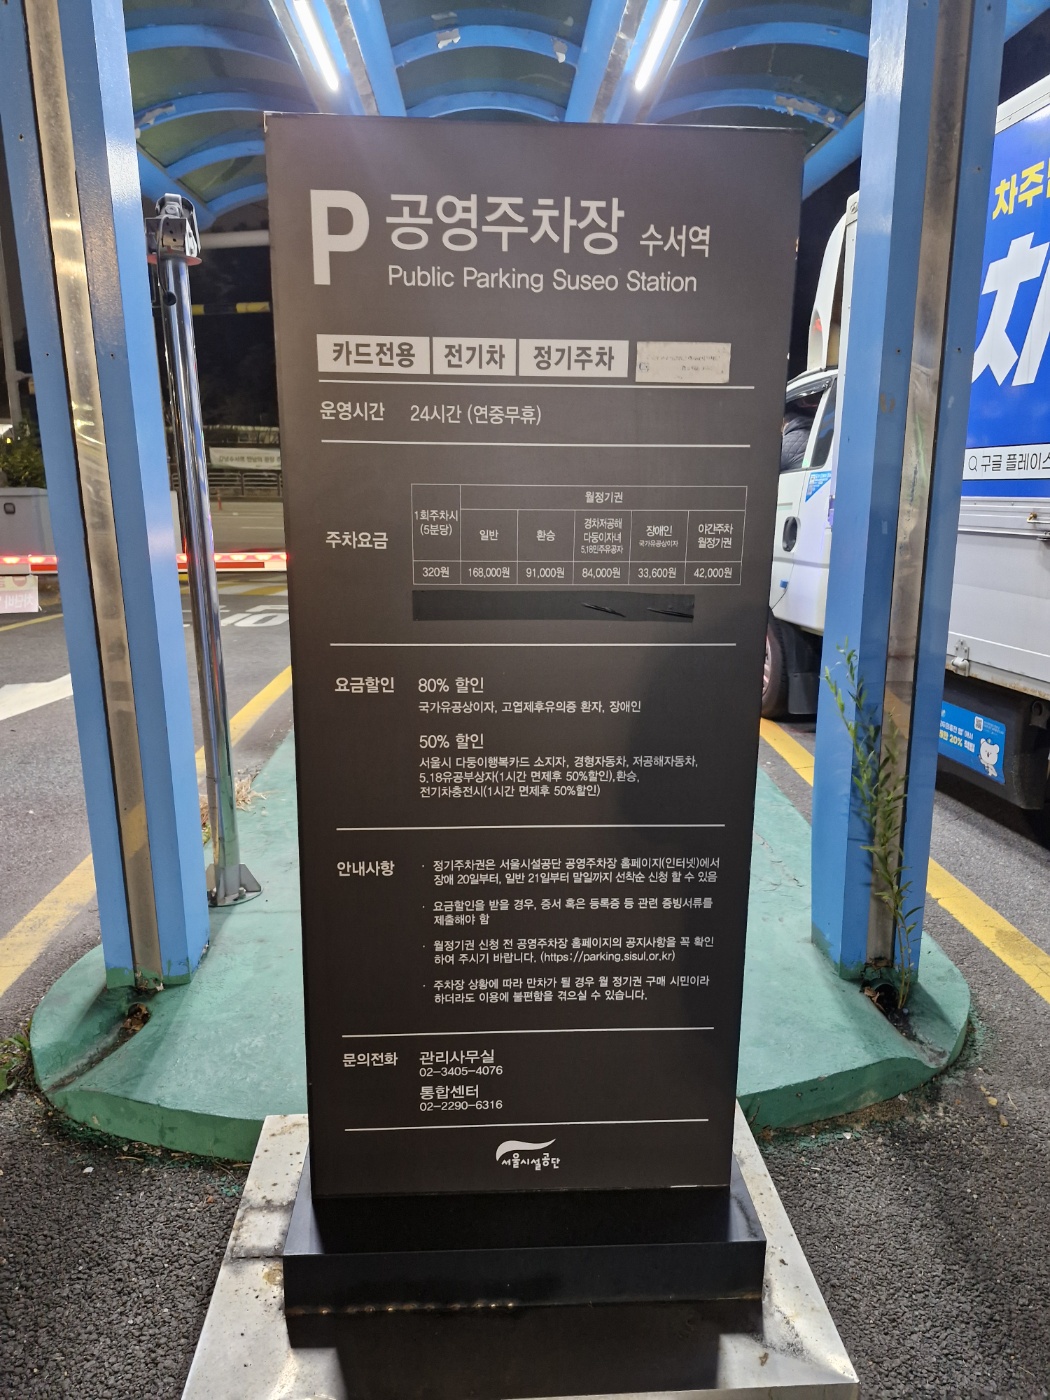 P 공영주차장 수서역
Public Parking Suseo Station
카드전용 전기차 정기주차
운영시간 24시간 (연중무휴)
주차요금
1회주차시
(5분당)
월정기권
일반
환승
경차저공해
다둥이자녀
5.18민주유공자
장애인
국가유공상이자
야간주차
월정기권
320원 168,000원 91,000원 84,000원 33,600원 42,000원
요금할인 80% 할인
국가유공상이자, 고엽제후유의증 환자, 장애인
50% 할인
서울시 다둥이행복카드 소지자, 경형자동차, 저공해자동차,
5.18유공부상자(1시간 면제후 50%할인),환승,
전기차충전시(1시간 면제후 50%할인)
안내사항
· 정기주차권은 서울시설공단 공영주차장 홈페이지(인터넷)에서
장애 20일부터, 일반 21일부터 말일까지 선착순 신청 할 수 있음
· 요금할인을 받을 경우, 증서 혹은 등록증 등 관련 증빙서류를
제출해야 함
· 월정기권 신청 전 공영주차장 홈페이지의 공지사항을 꼭 확인
하여 주시기 바랍니다. (https://parking.sisul.or.kr)
· 주차장 상황에 따라 만차가 될 경우 월 정기권 구매 시민이라
하더라도 이용에 불편함을 겪으실 수 있습니다.
문의전화 관리사무실
02-3405-4076
통합센터
02-2290-6316
서울시설공단
차주
구글 플레이스